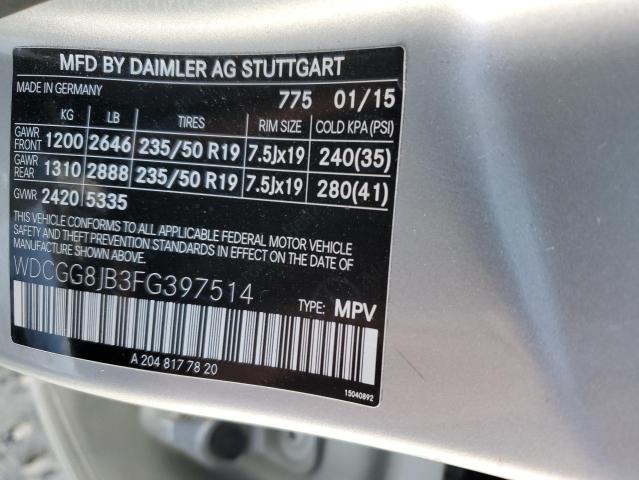 MFD BY DAIMLER AG STUTTGART
MADE IN GERMANY 775 01/15
KG LB TIRES RIM SIZE COLD KPA(PSI)
GAWR FRONT 1200 2646 235/50 R19 7.5Jx19 240(35)
GAWR REAR 1310 2888 235/50 R19 7.5Jx19 280(41)
GVWR 2420 5335
THIS VEHICLE CONFORMS TO ALL APPLICABLE FEDERAL MOTOR VEHICLE
SAFETY AND THEFT PREVENTION STANDARDS IN EFFECT ON THE DATE
OF MANUFACTURE SHOWN ABOVE.
WDCGG8JB3FG397514
TYPE: MPV
A 204 817 78 20
15040892